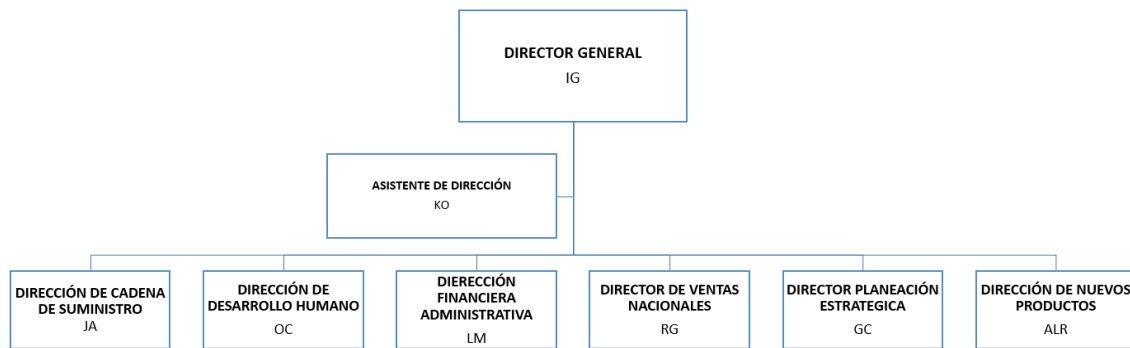 DIRECTOR GENERAL
IG
ASISTENTE DE DIRECCIÓN
KO
DIRECCIÓN DE CADENA
DE SUMINISTRO
JA
DIRECCIÓN DE
DESARROLLO HUMANO
OC
DIERECCIÓN
FINANCIERA
ADMINISTRATIVA
LM
DIRECTOR DE VENTAS
NACIONALES
RG
DIRECTOR PLANEACIÓN
ESTRATEGICA
GC
DIRECCIÓN DE NUEVOS
PRODUCTOS
ALR